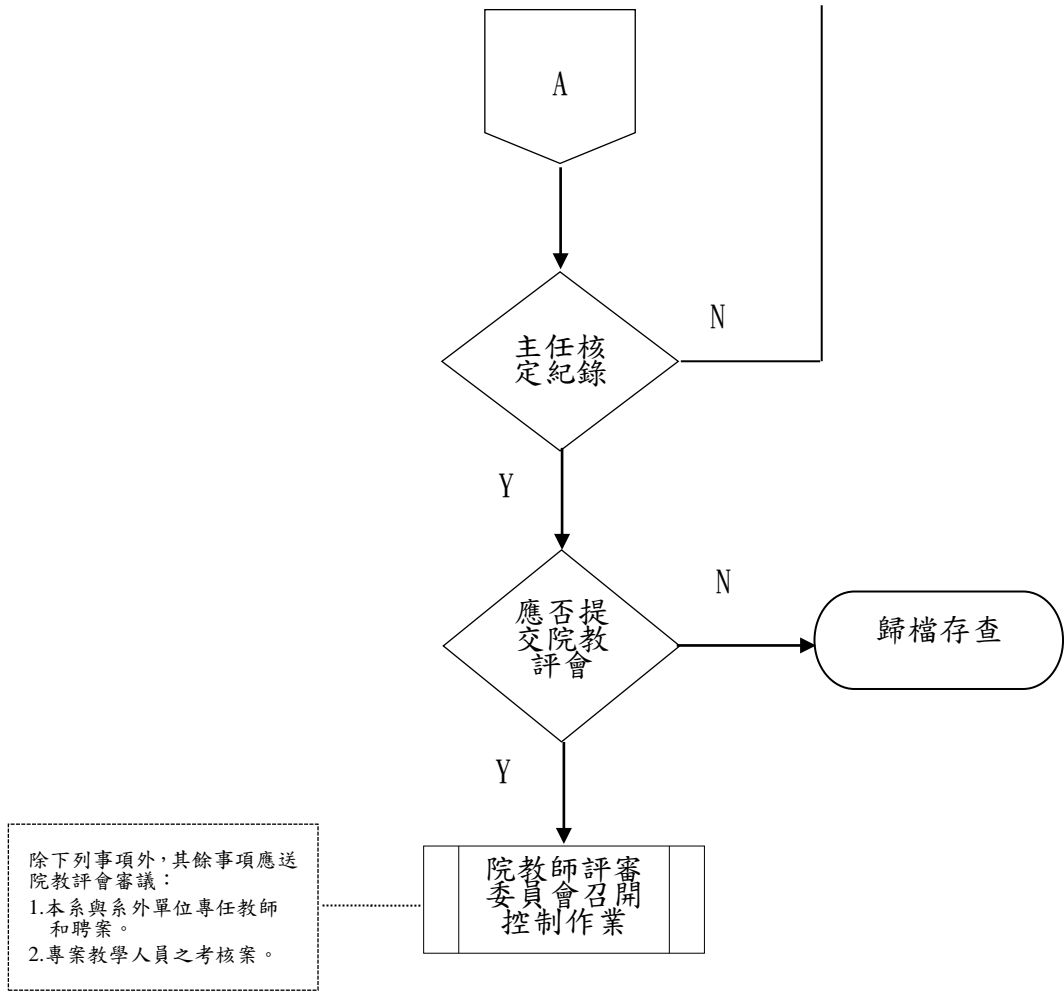 A
主任核
定紀錄
N
Y
應否提
交院教
評會
N
歸檔存查
Y
院教師評審
委員會召開
控制作業
除下列事項外，其餘事項應送
院教評會審議：
1.本系與系外單位專任教師
和聘案。
2.專案教學人員之考核案。